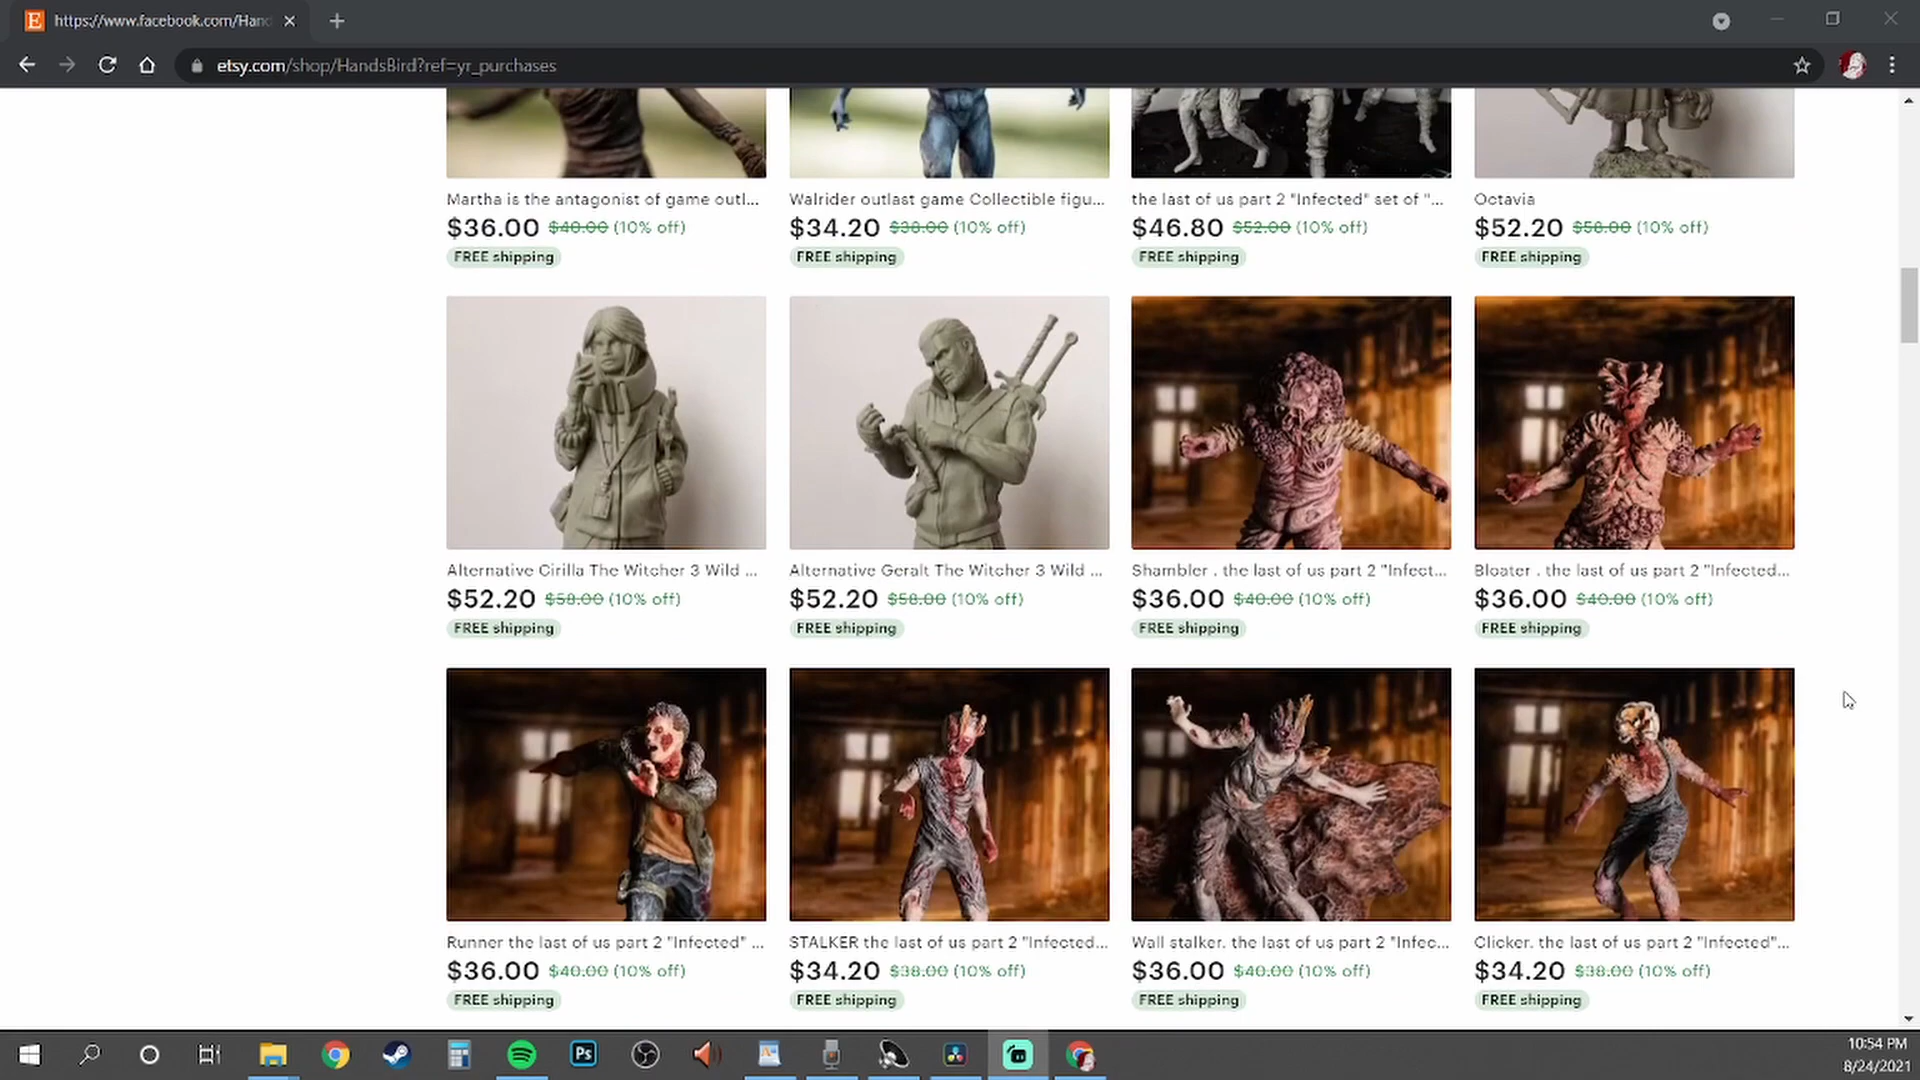 https://www.facebook.com/Hand
etsy.com/shop/HandsBird?ref=yr_purchases
Martha is the antagonist of game outl...
$36.00 $40.00 (10% off)
FREE shipping
Walrider outlast game Collectible figu...
$34.20 $38.00 (10% off)
FREE shipping
the last of us part 2 "Infected" set of "...
$46.80 $52.00 (10% off)
FREE shipping
Octavia
$52.20 $58.00 (10% off)
FREE shipping
Alternative Cirilla The Witcher 3 Wild ...
$52.20 $58.00 (10% off)
FREE shipping
Alternative Geralt The Witcher 3 Wild ...
$52.20 $58.00 (10% off)
FREE shipping
Shambler . the last of us part 2 "Infect...
$36.00 $40.00 (10% off)
FREE shipping
Bloater . the last of us part 2 "Infected...
$36.00 $40.00 (10% off)
FREE shipping
Runner the last of us part 2 "Infected" ...
$36.00 $40.00 (10% off)
FREE shipping
STALKER the last of us part 2 "Infected...
$34.20 $38.00 (10% off)
FREE shipping
Wall stalker. the last of us part 2 "Infec...
$36.00 $40.00 (10% off)
FREE shipping
Clicker. the last of us part 2 "Infected"...
$34.20 $38.00 (10% off)
FREE shipping
E
Ps
10:54 PM
8/24/2021